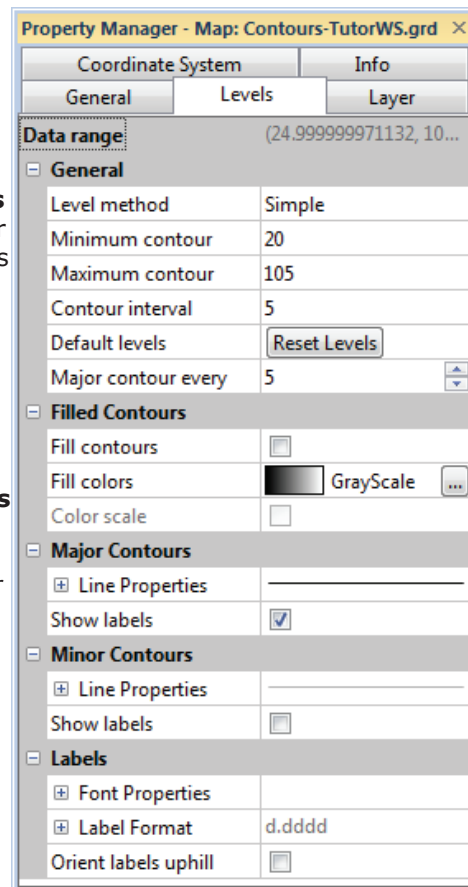 Property Manager - Map: Contours-TutorWS.grd ×
Coordinate System Info
General Levels Layer
Data range (24.999999971132, 10...
General
Level method Simple
s
r
Minimum contour 20
s
Maximum contour 105
Contour interval 5
Default levels Reset Levels
Major contour every 5
Filled Contours
Fill contours
Fill colors GrayScale ...
s
Color scale
Major Contours
Line Properties
Show labels
Minor Contours
Line Properties
Show labels
Labels
Font Properties
Label Format d.dddd
Orient labels uphill